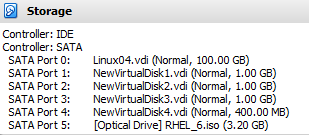 Storage
Controller: IDE
Controller: SATA
SATA Port 0: Linux04.vdi (Normal, 100.00 GB)
SATA Port 1: NewVirtualDisk1.vdi (Normal, 1.00 GB)
SATA Port 2: NewVirtualDisk2.vdi (Normal, 1.00 GB)
SATA Port 3: NewVirtualDisk3.vdi (Normal, 1.00 GB)
SATA Port 4: NewVirtualDisk4.vdi (Normal, 400.00 MB)
SATA Port 5: [Optical Drive] RHEL_6.iso (3.20 GB)